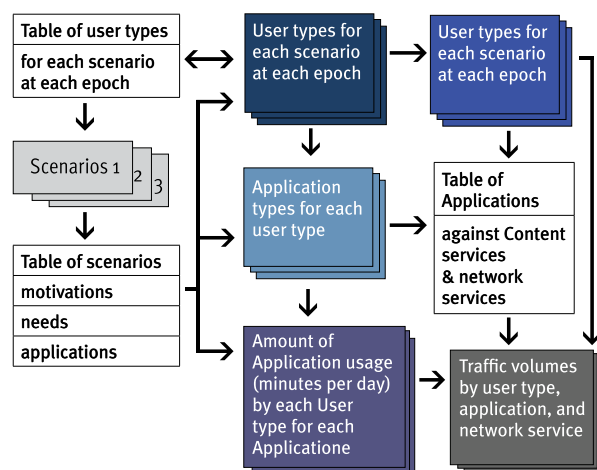 Table of user types
for each scenario
at each epoch
Scenarios 1
2
3
Table of scenarios
motivations
needs
applications
User types for
each scenario
at each epoch
Application
types for each
user type
Amount of
Application usage
(minutes per day)
by each User
type for each
Applicatione
User types for
each scenario
at each epoch
Table of
Applications
against Content
services
& network
services
Traffic volumes
by user type,
application, and
network service